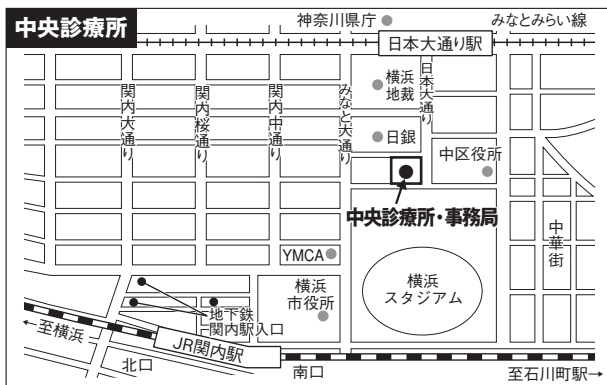 中央診療所
神奈川県庁
みなとみらい線
日本大通り駅
関内大通り
関内桜通り
関内中通り
みなと大通り
横浜
地裁
日本大通り
日銀
中区役所
中央診療所・事務局
YMCA
横浜
スタジアム
中華街
横浜
市役所
地下鉄
関内駅入口
←至横浜
JR関内駅
北口
南口
至石川町駅→